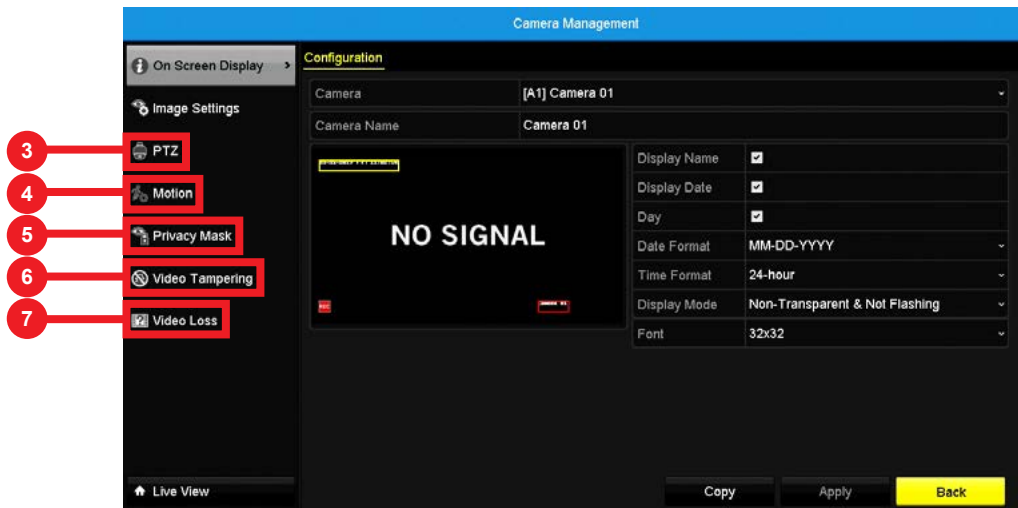 Camera Management
On Screen Display
Configuration
Camera
[A1] Camera 01
Image Settings
Camera Name
Camera 01
3
PTZ
Display Name
4
Motion
Display Date
5
Privacy Mask
NO SIGNAL
Day
Date Format
MM-DD-YYYY
6
Video Tampering
Time Format
24-hour
7
Video Loss
Display Mode
Non-Transparent & Not Flashing
Font
32x32
Live View
Copy
Apply
Back